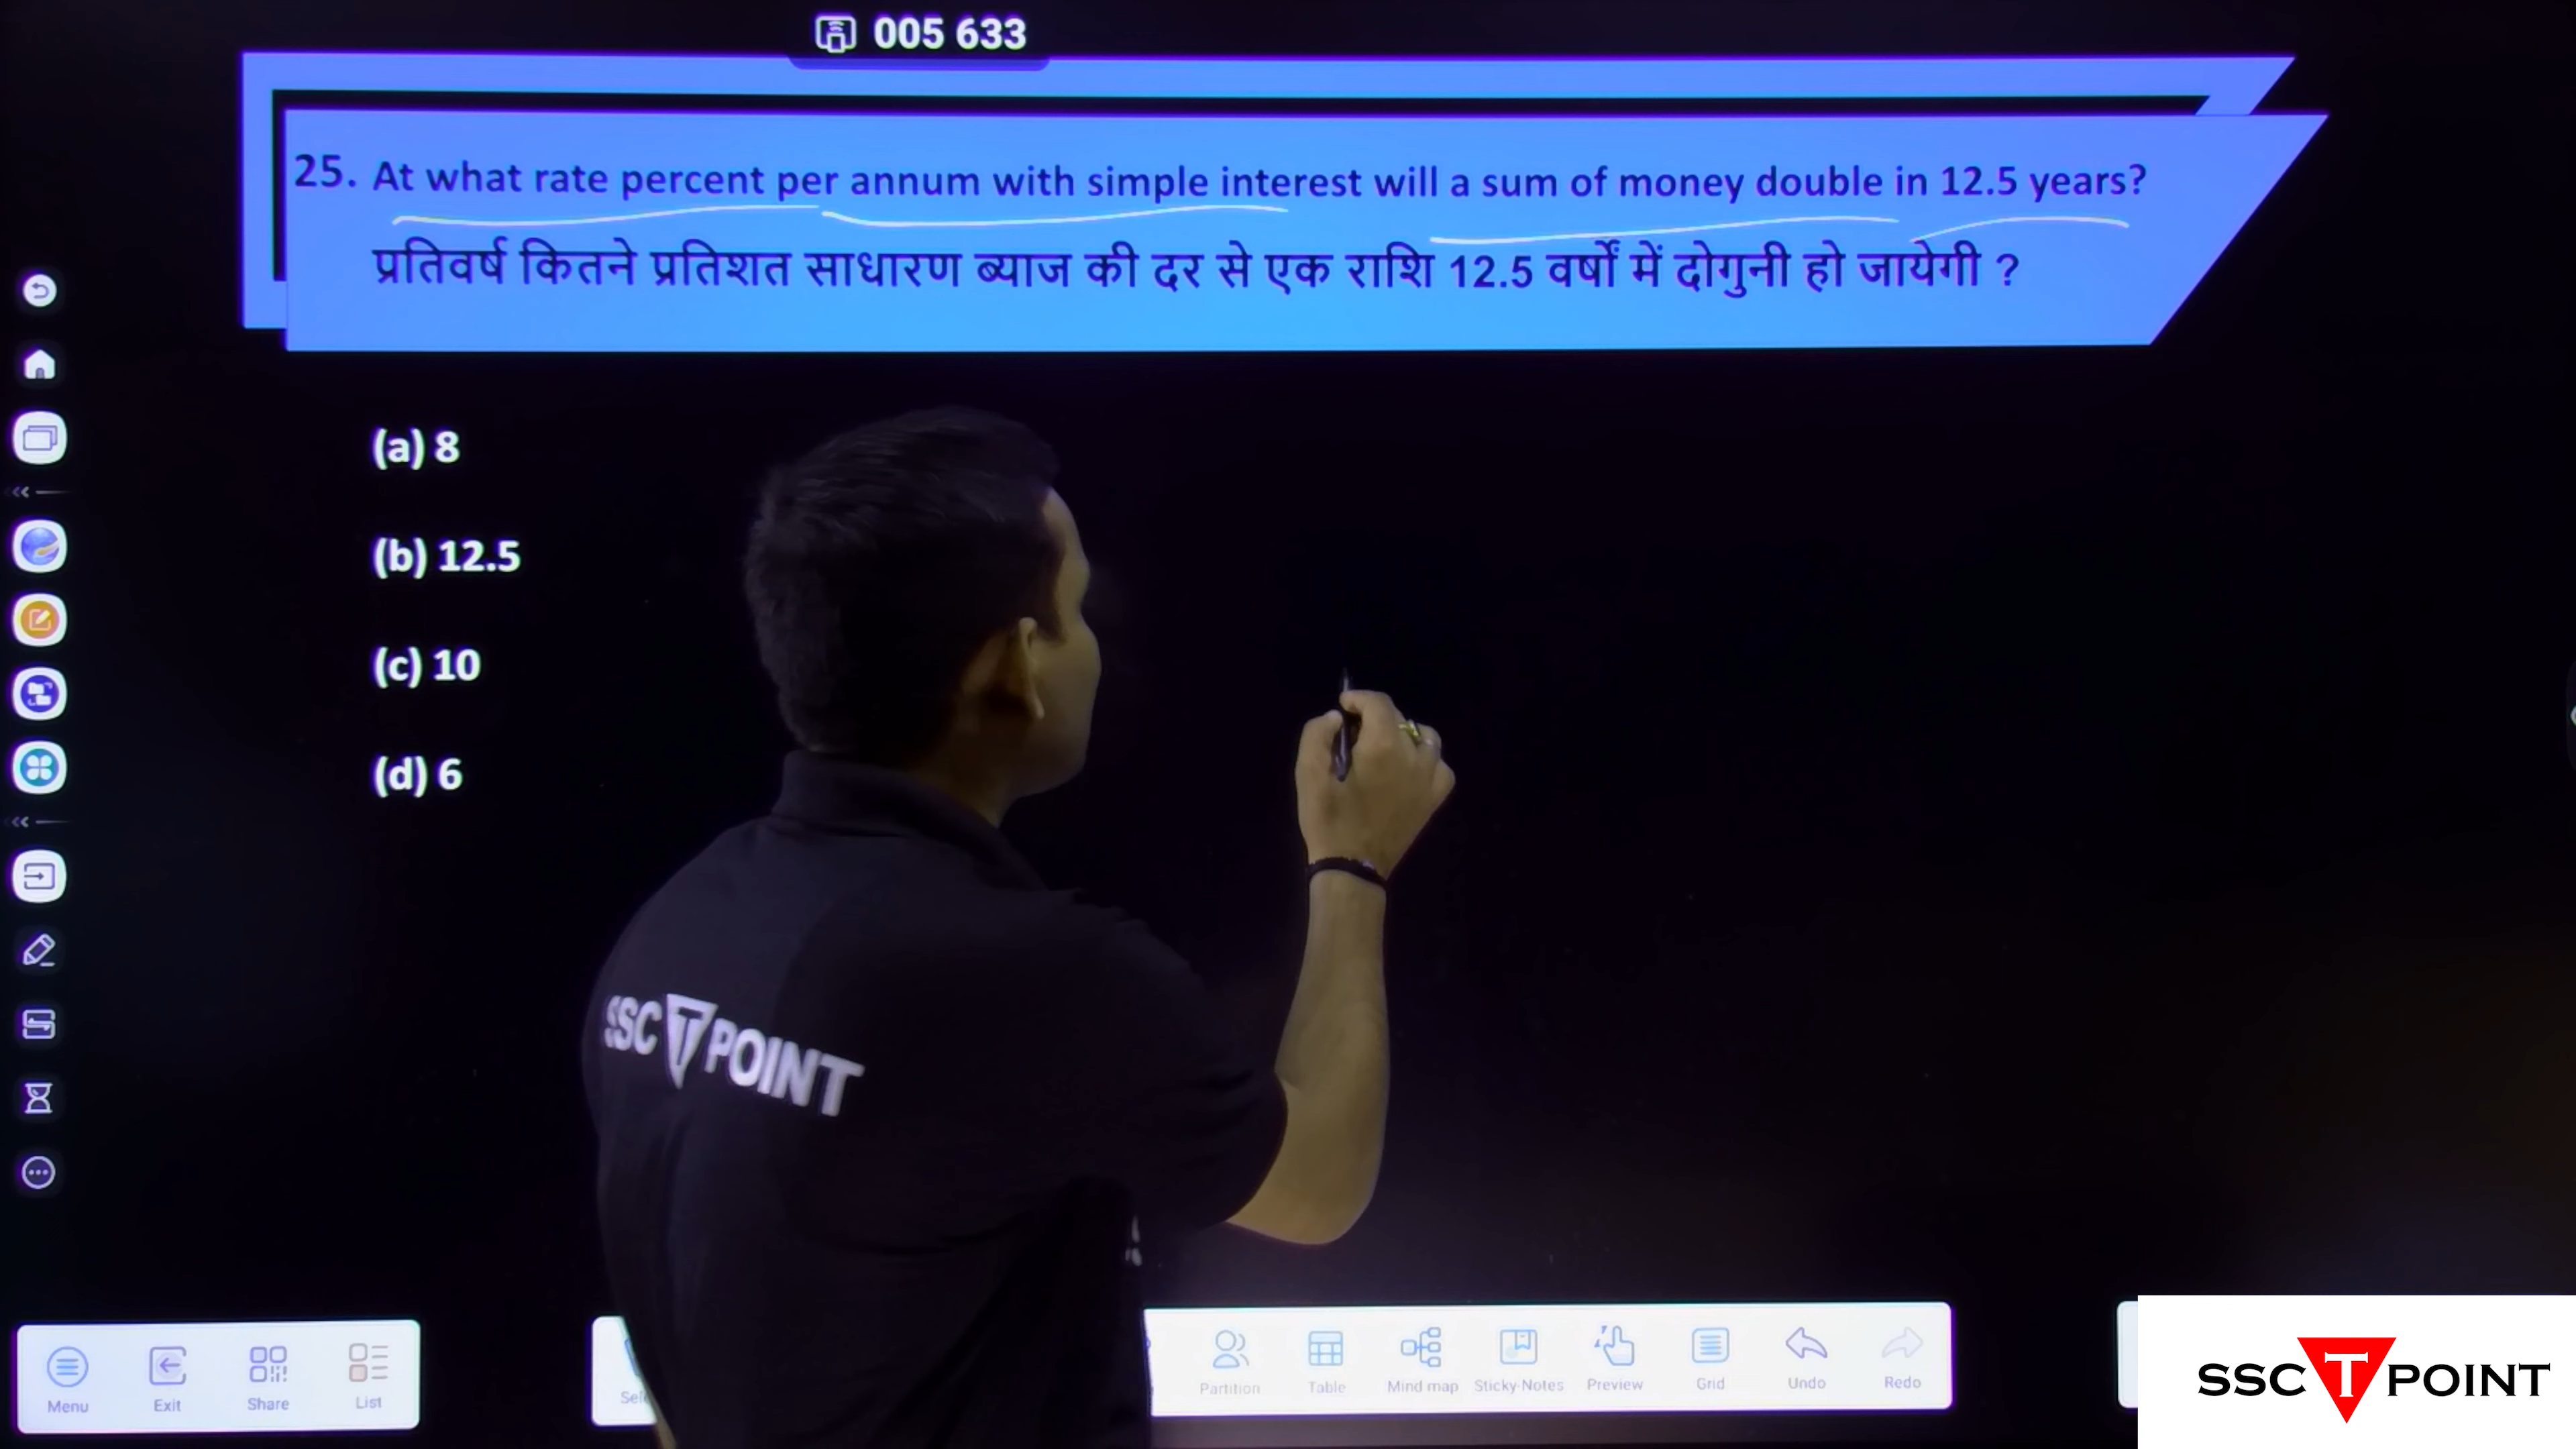 005 633
25. At what rate percent per annum with simple interest will a sum of money double in 12.5 years?
प्रतिवर्ष कितने प्रतिशत साधारण ब्याज की दर से एक राशि 12.5 वर्षों में दोगुनी हो जायेगी ?
(a) 8
(b) 12.5
(c) 10
(d) 6
SSC T POINT
Menu Exit Share List
Partition Table Mind map Sticky Notes Preview Grid Undo Redo
SSC T POINT